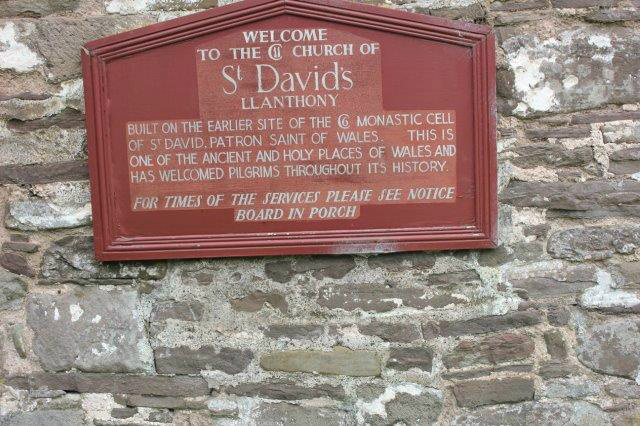 WELCOME
TO THE C11 CHURCH OF
St David's
LLANTHONY
BUILT ON THE EARLIER SITE OF THE C6 MONASTIC CELL
OF ST DAVID, PATRON SAINT OF WALES. THIS IS
ONE OF THE ANCIENT AND HOLY PLACES OF WALES AND
HAS WELCOMED PILGRIMS THROUGHOUT ITS HISTORY.
FOR TIMES OF THE SERVICES PLEASE SEE NOTICE
BOARD IN PORCH